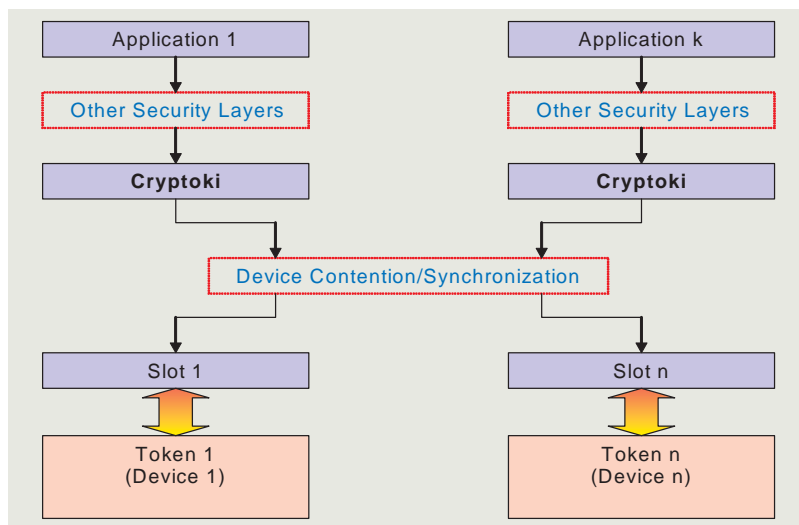 Application 1
Application k
Other Security Layers
Other Security Layers
Cryptoki
Cryptoki
Device Contention/Synchronization
Slot 1
Slot n
Token 1
(Device 1)
Token n
(Device n)